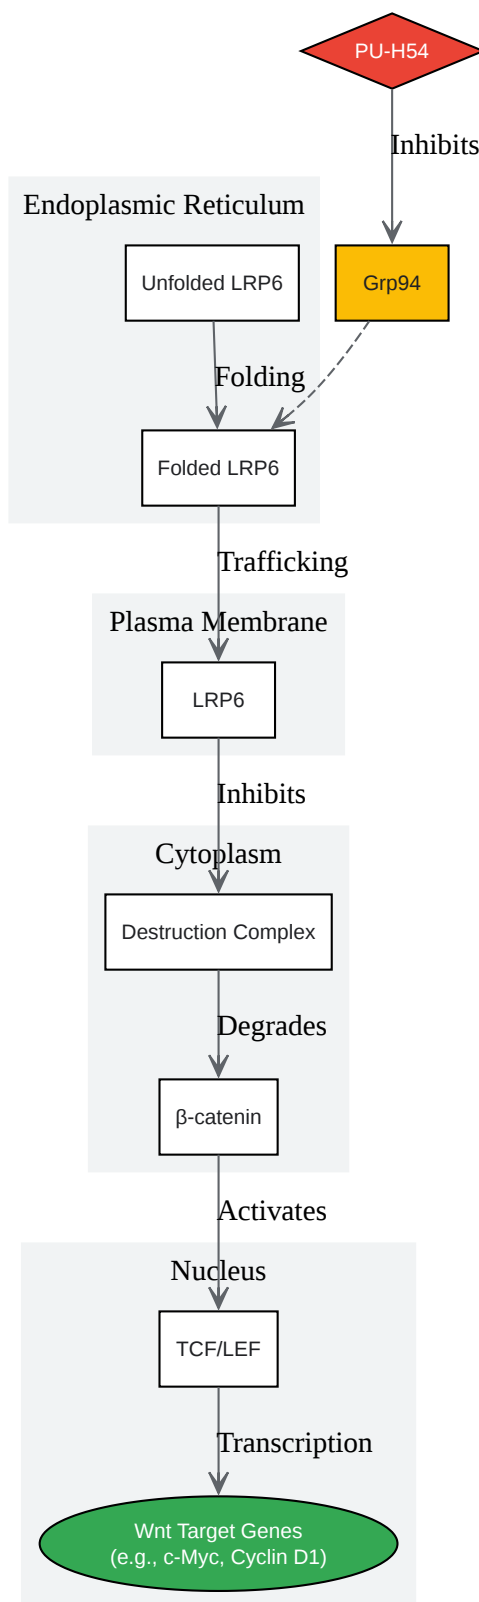 PU-H54
Inhibits
Endoplasmic Reticulum
Unfolded LRP6
Grp94
Folding
Folded LRP6
Trafficking
Plasma Membrane
LRP6
Inhibits
Cytoplasm
Destruction Complex
Degrades
β-catenin
Activates
Nucleus
TCF/LEF
Transcription
Wnt Target Genes
(e.g., c-Myc, Cyclin D1)